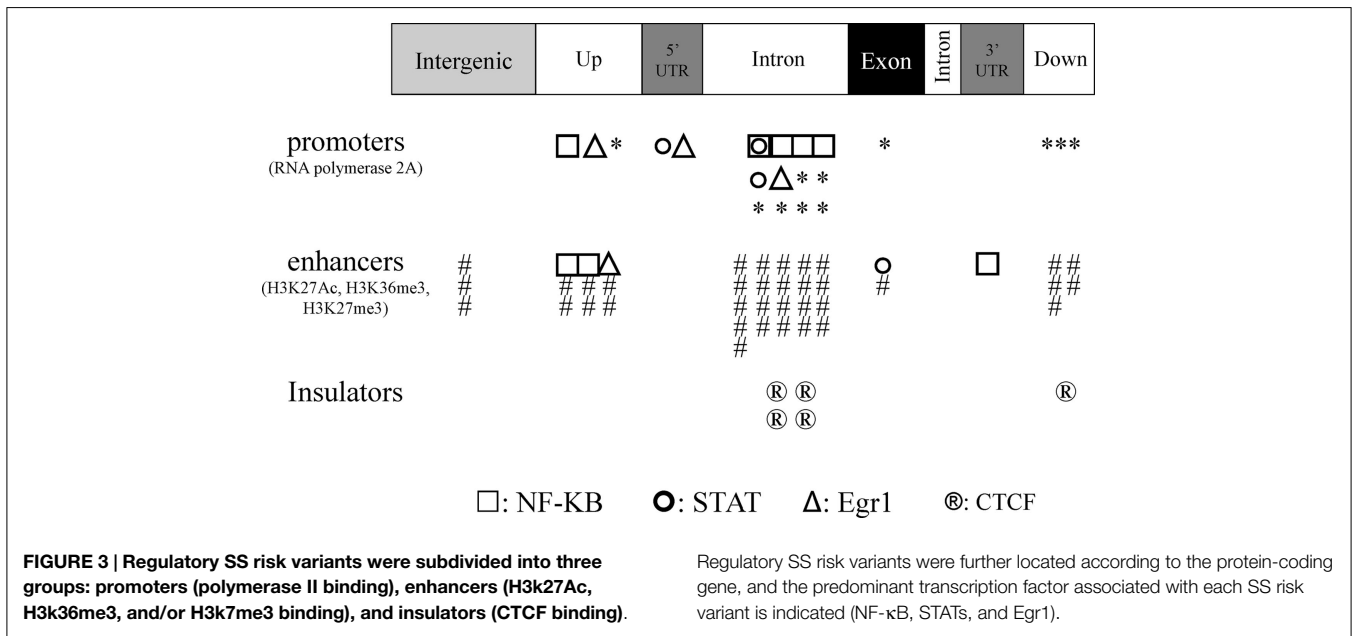 Intergenic Up 5' UTR Intron Exon Intron 3' UTR Down
promoters * * ***
(RNA polymerase 2A)
* *
* * * *
enhancers # # # # # # # #
(H3K27Ac, H3K36me3, # # # # # # # # # # # #
H3K27me3) # # # # # # # # # # #
# # # # #
#
Insulators ® ® ®
® ®
□: NF-KB O: STAT Δ: Egr1 ®: CTCF
FIGURE 3 | Regulatory SS risk variants were subdivided into three
groups: promoters (polymerase II binding), enhancers (H3k27Ac,
H3k36me3, and/or H3k7me3 binding), and insulators (CTCF binding).
Regulatory SS risk variants were further located according to the protein-coding
gene, and the predominant transcription factor associated with each SS risk
variant is indicated (NF-κB, STATs, and Egr1).